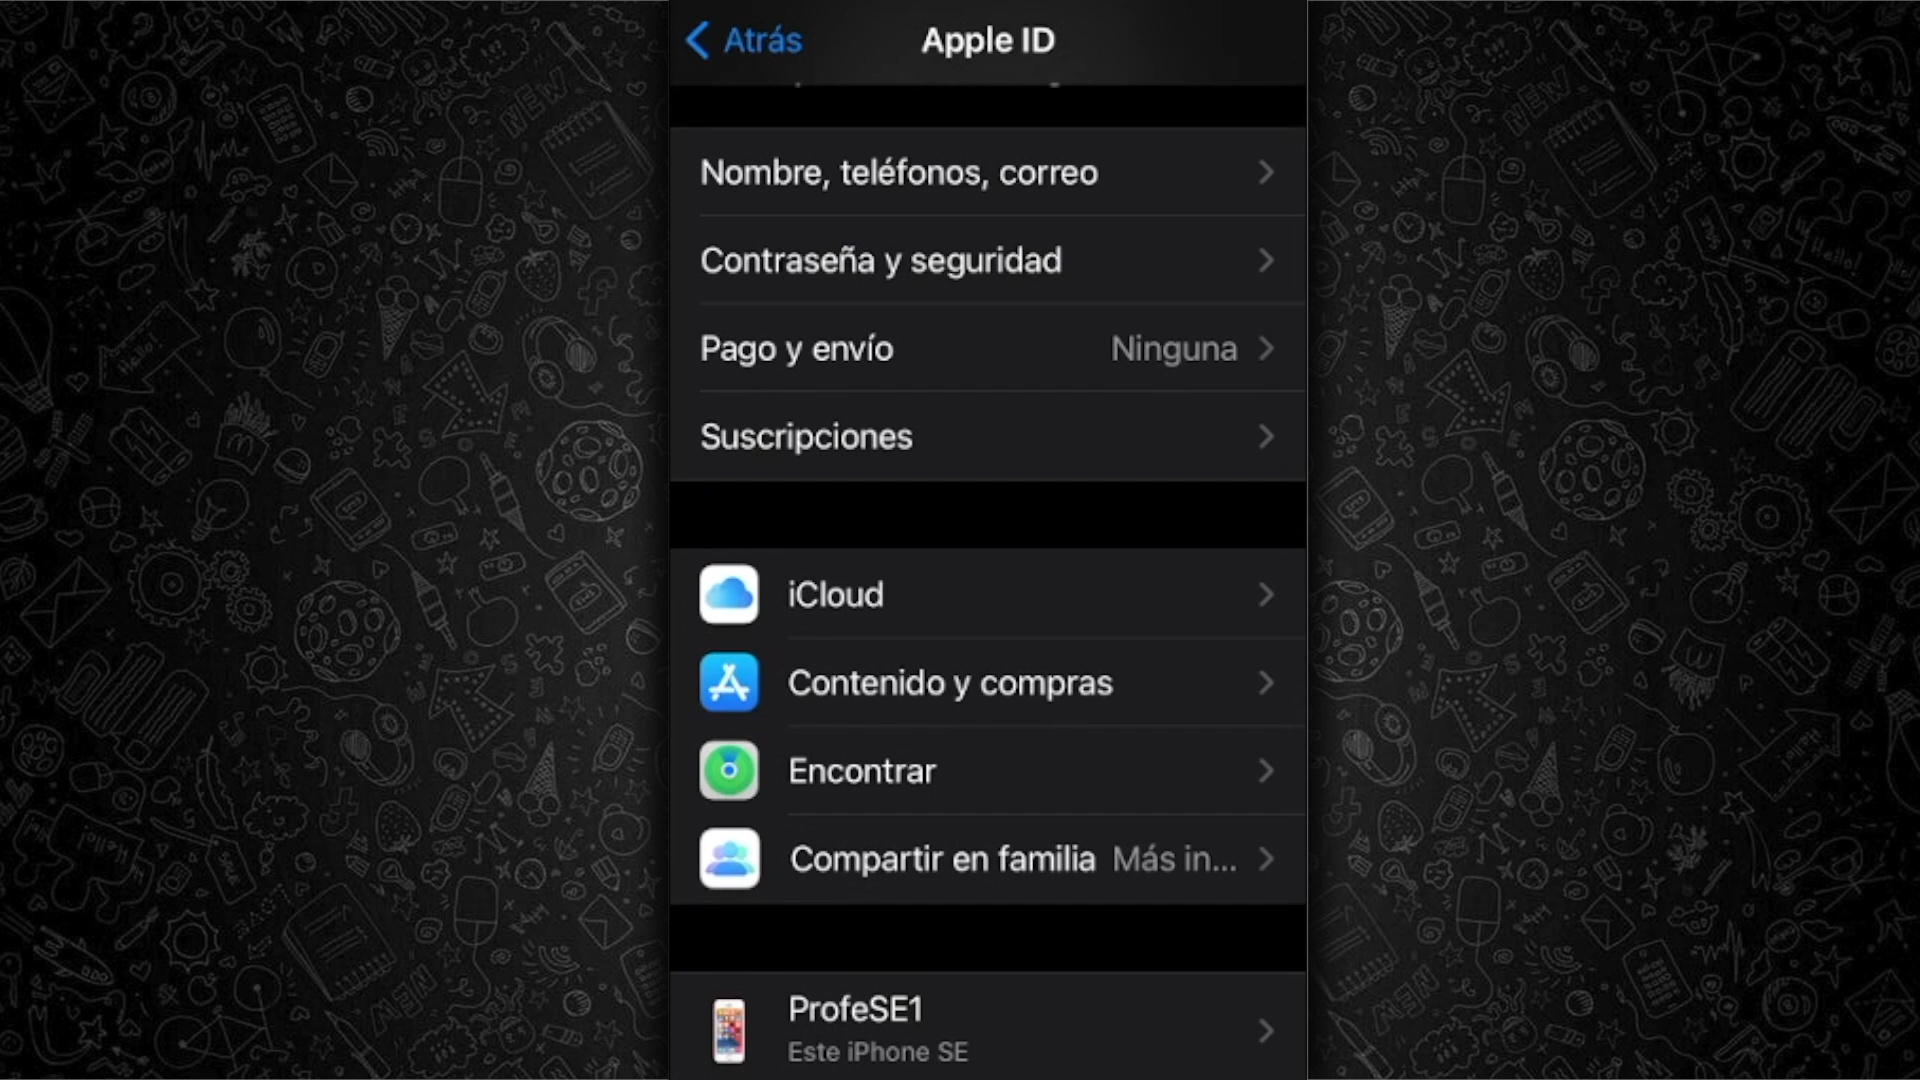 Atrás
Apple ID
Nombre, teléfonos, correo
Contraseña y seguridad
Pago y envío Ninguna
Suscripciones
iCloud
Contenido y compras
Encontrar
Compartir en familia Más in...
ProfeSE1
Este iPhone SE